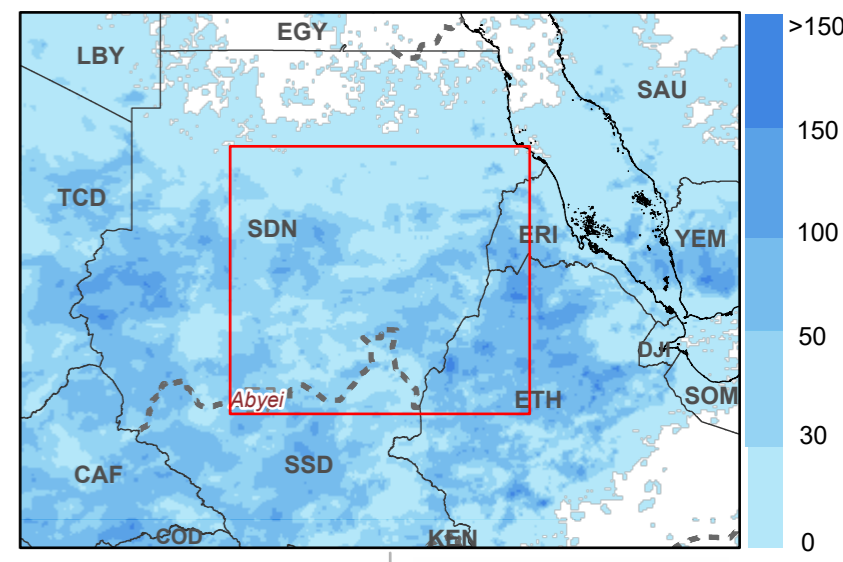 EGY
>150
LBY
SAU
150
TCD
SDN
ERI
YEM
100
DJI
50
Abyei
ETH
SOM
30
CAF
SSD
COD
KEN
0